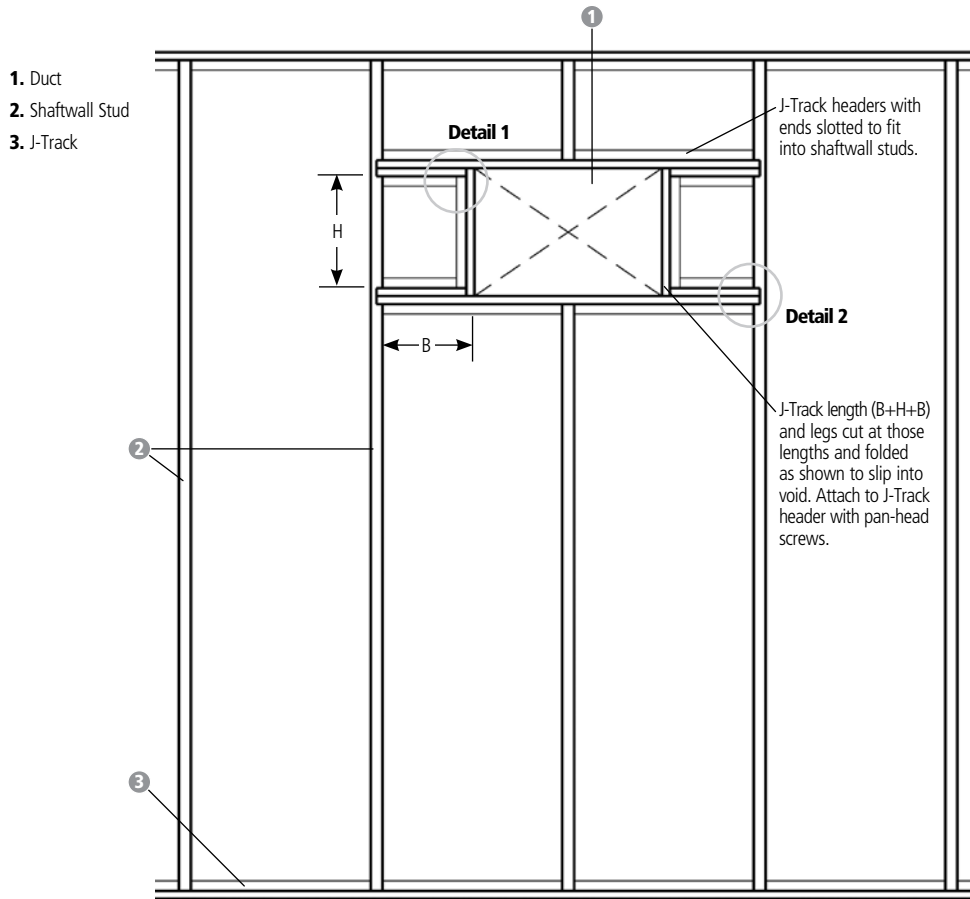 1
1. Duct
2. Shaftwall Stud
3. J-Track
Detail 1
J-Track headers with
ends slotted to fit
into shaftwall studs.
H
Detail 2
B
J-Track length (B+H+B)
and legs cut at those
lengths and folded
as shown to slip into
void. Attach to J-Track
header with pan-head
screws.
2
3